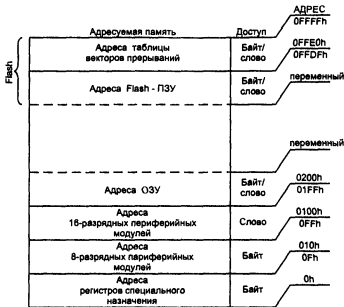 АДРЕС
Адресуемая память Доступ 0FFFFh
Flash
Адреса таблицы
векторов прерываний
Байт/
слово
0FFE0h
0FFDFh
Адреса Flash - ПЗУ
Байт/
слово
переменный
переменный
Адреса ОЗУ
Байт/
слово
0200h
01FFh
Адреса
16-разрядных периферийных
модулей
Слово
0100h
0FFh
Адреса
8-разрядных периферийных
модулей
Байт
010h
0Fh
Адреса
регистров специального
назначения
Байт
0h